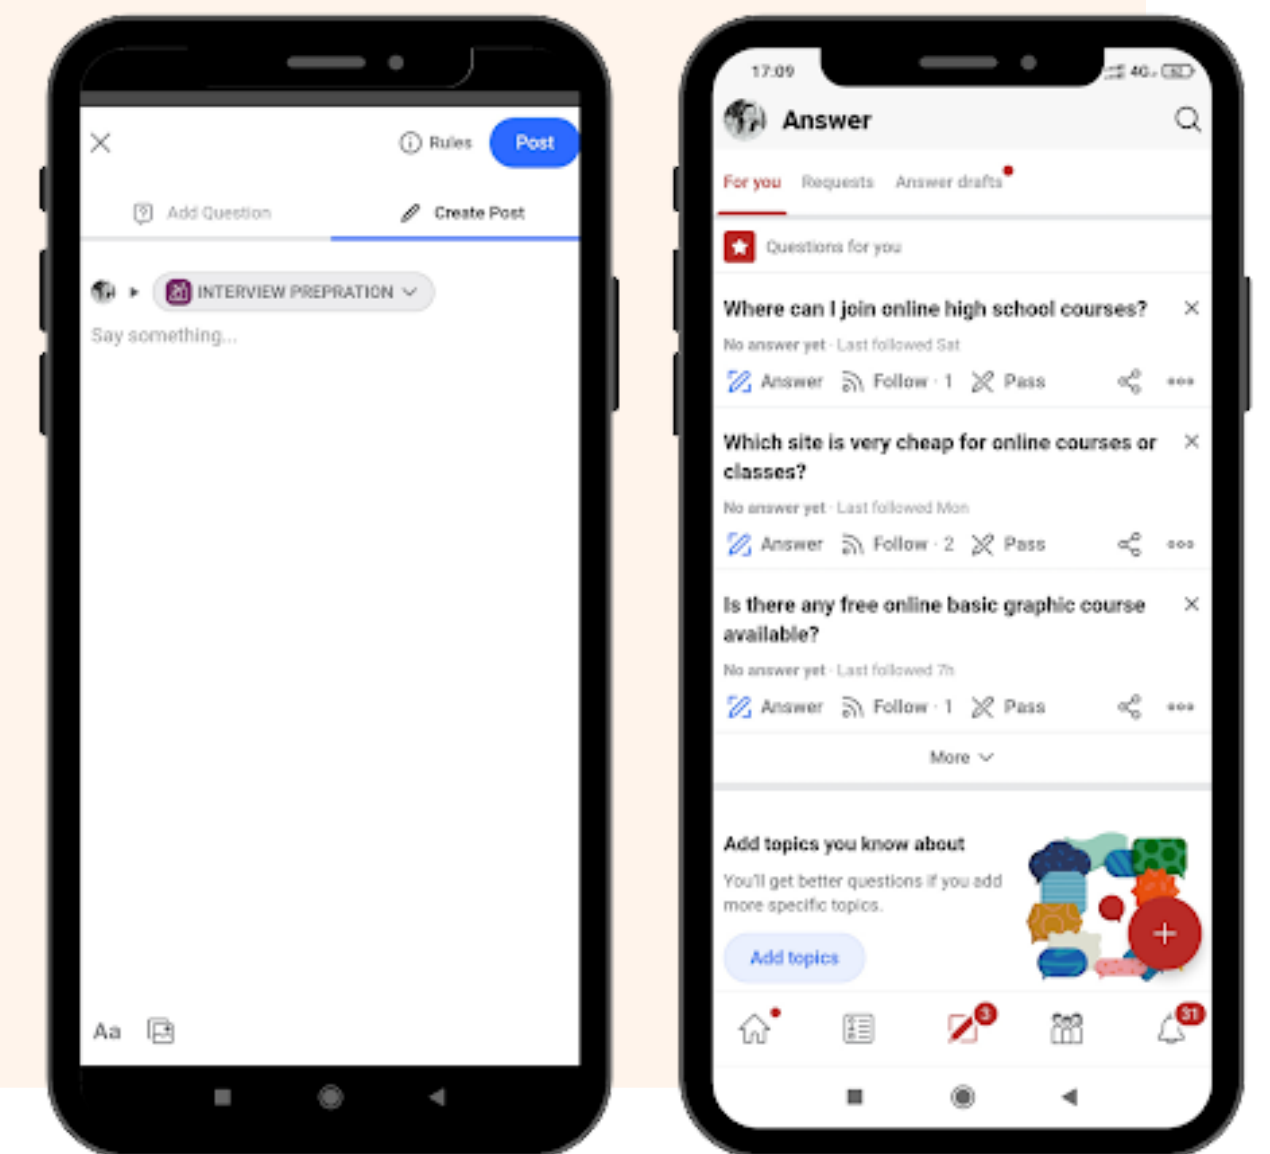 Rules
Post
Add Question
Create Post
INTERVIEW PREPRATION
Say something...
Aa
17:09
4G
Answer
For you
Requests
Answer drafts
Questions for you
Where can I join online high school courses?
No answer yet · Last followed Sat
Answer
Follow · 1
Pass
Which site is very cheap for online courses or
classes?
No answer yet · Last followed Mon
Answer
Follow · 2
Pass
Is there any free online basic graphic course
available?
No answer yet · Last followed 7h
Answer
Follow · 1
Pass
More
Add topics you know about
You'll get better questions if you add
more specific topics.
Add topics
3
31